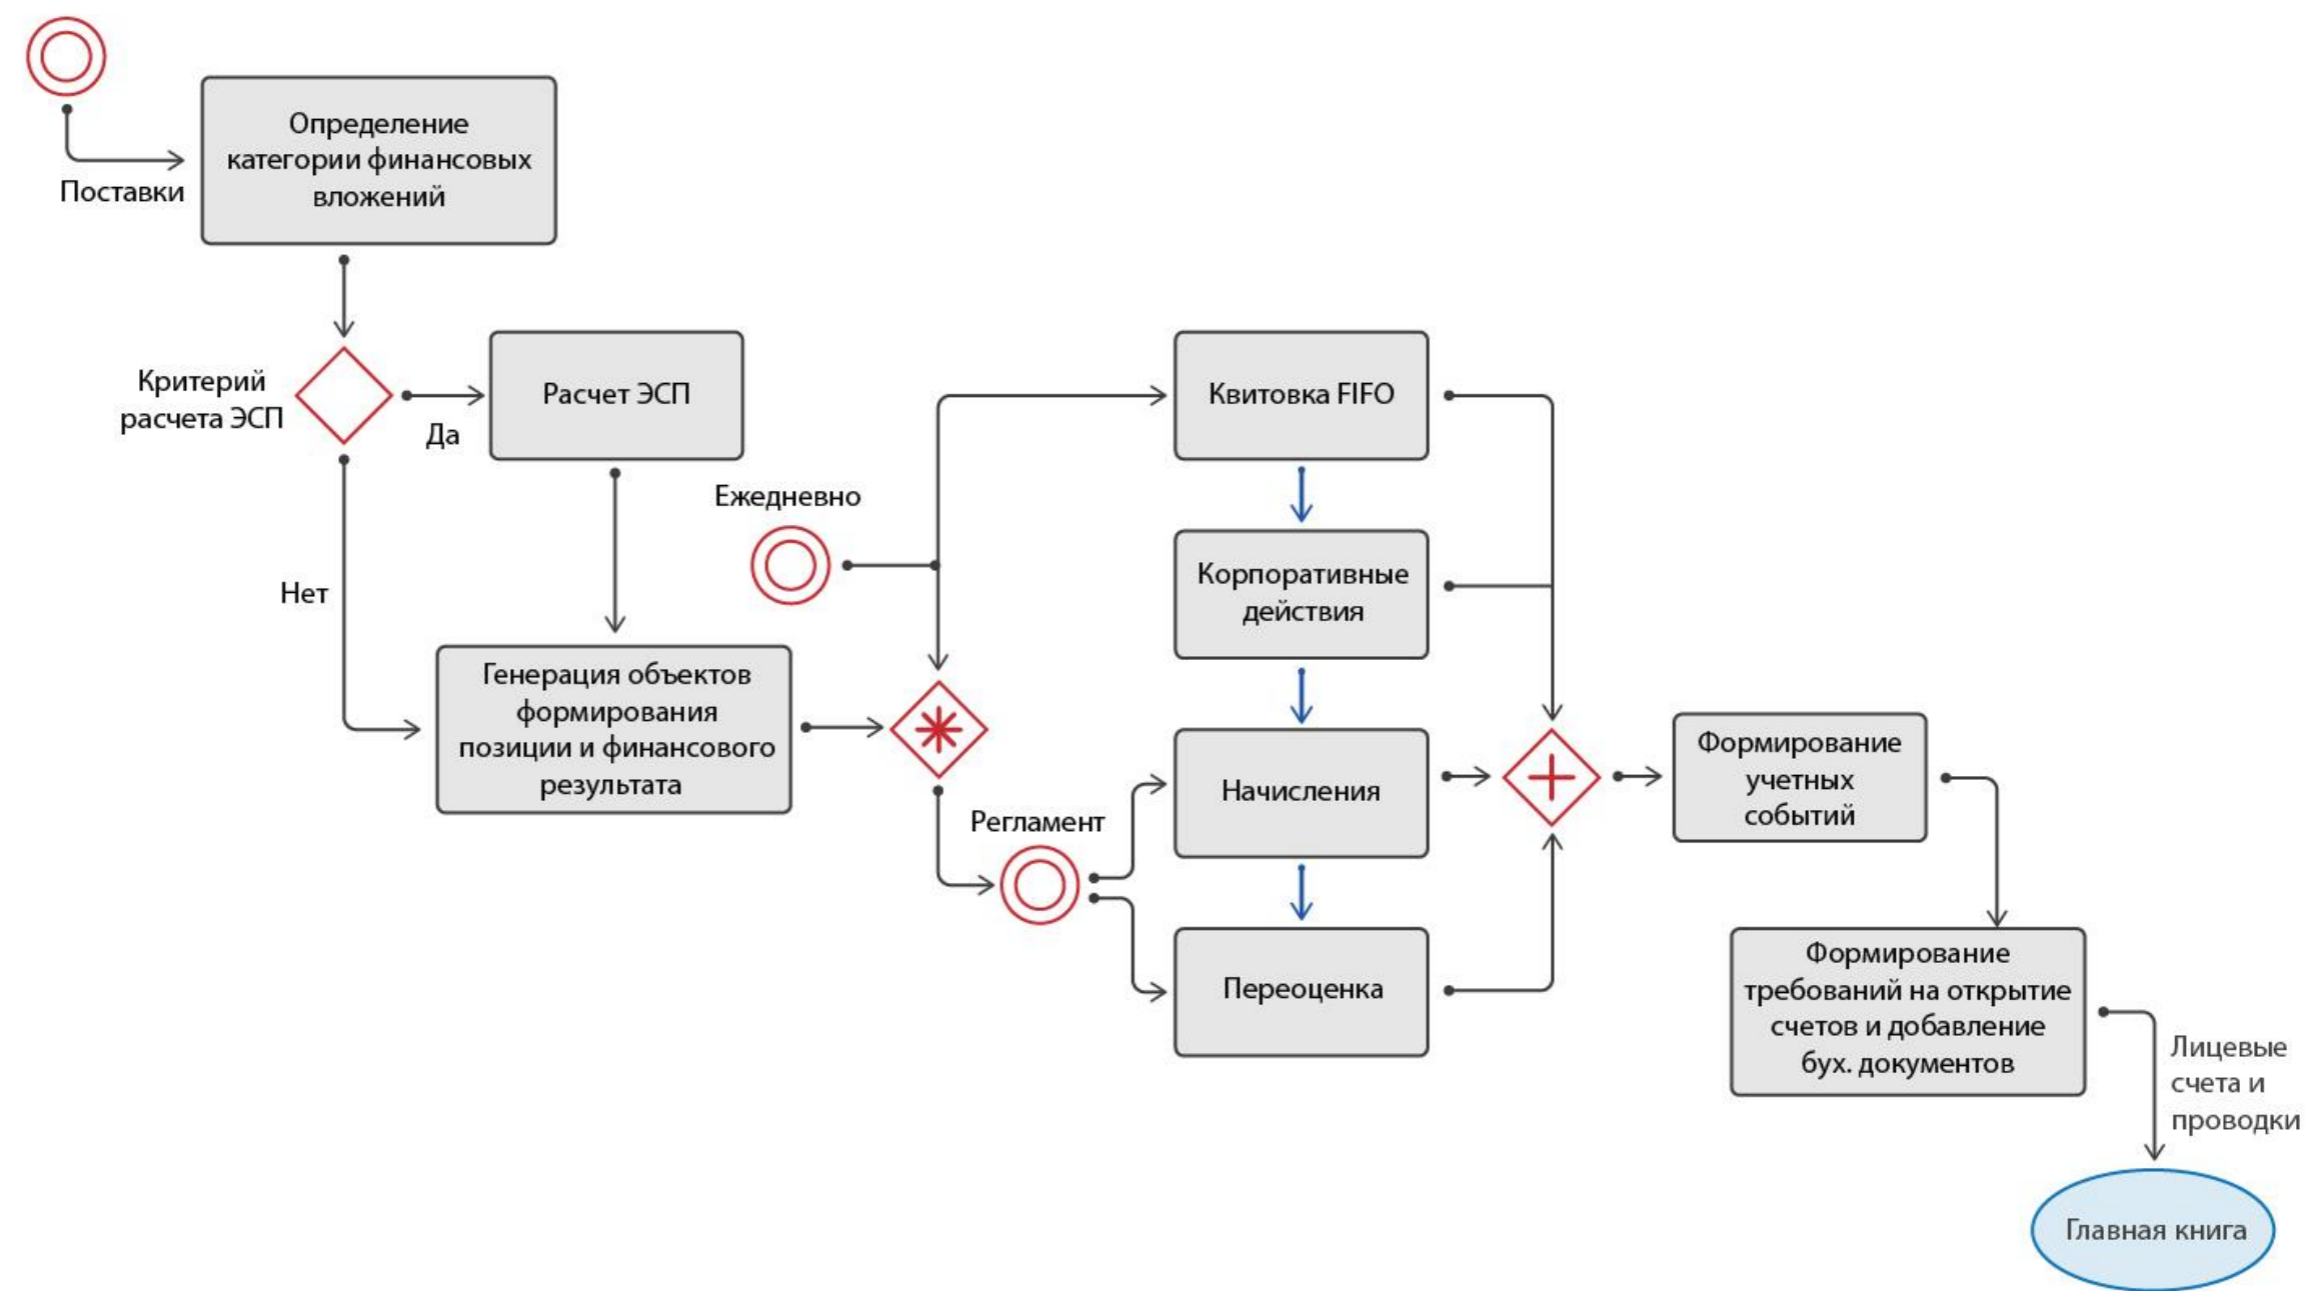 Поставки
Определение
категории финансовых
вложений
Критерий
расчета ЭСП
Да
Расчет ЭСП
Нет
Ежедневно
Генерация объектов
формирования
позиции и финансового
результата
Регламент
Квитовка FIFO
Корпоративные
действия
Начисления
Переоценка
Формирование
учетных
событий
Формирование
требований на открытие
счетов и добавление
бух. документов
Лицевые
счета и
проводки
Главная книга